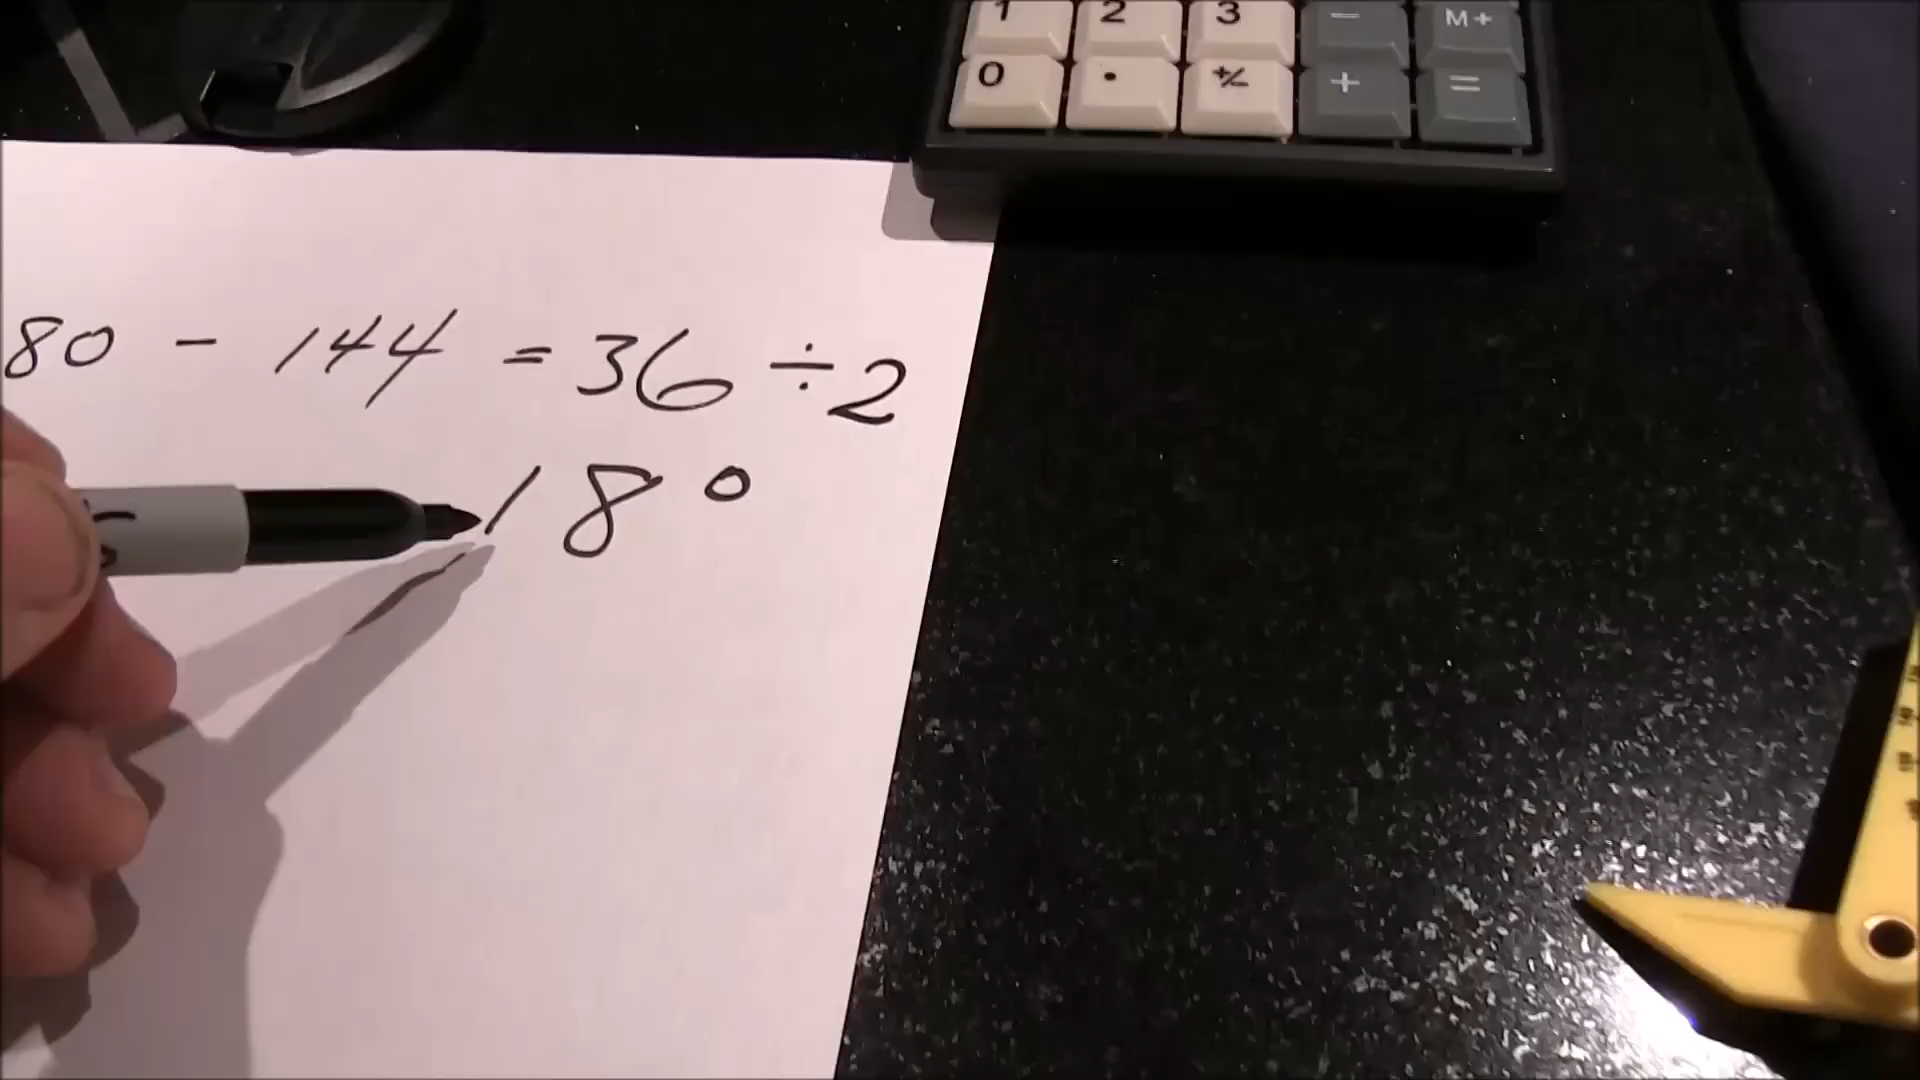 1 2 3 − M+
0 . +/− + =
80 - 144 = 36 ÷ 2
18°